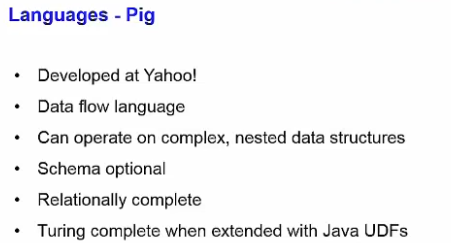 Languages - Pig
• Developed at Yahoo!
• Data flow language
• Can operate on complex, nested data structures
• Schema optional
• Relationally complete
• Turing complete when extended with Java UDFs